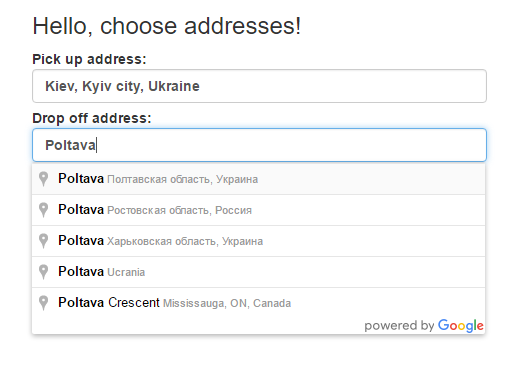 Hello, choose addresses!
Pick up address:
Kiev, Kyiv city, Ukraine
Drop off address:
Poltava
Poltava Полтавская область, Украина
Poltava Ростовская область, Россия
Poltava Харьковская область, Украина
Poltava Ucrania
Poltava Crescent Mississauga, ON, Canada
powered by Google